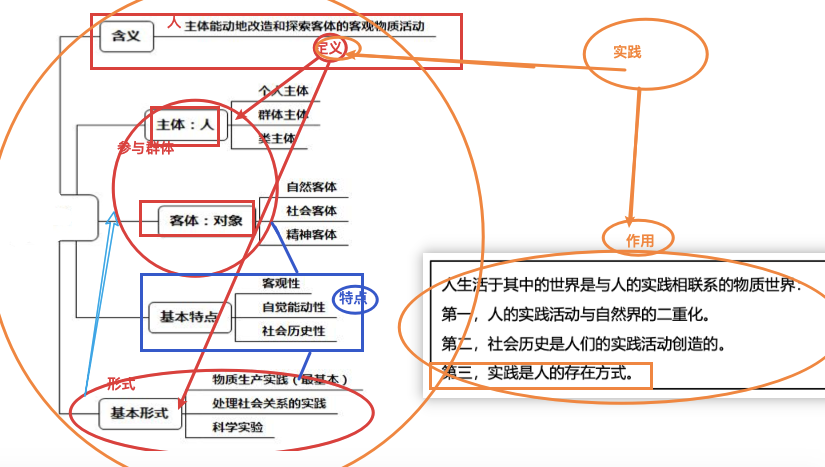 人 主体能动地改造和探索客体的客观物质活动
含义
定义
实践
个人主体
主体：人
群体主体
类主体
参与群体
自然客体
客体：对象
社会客体
精神客体
作用
客观性
特点
基本特点
自觉能动性
社会历史性
人生活于其中的世界是与人的实践相联系的物质世界.
第一，人的实践活动与自然界的二重化。
第二，社会历史是人们的实践活动创造的。
第三，实践是人的存在方式。
形式
物质生产实践（最基本）
基本形式
处理社会关系的实践
科学实验